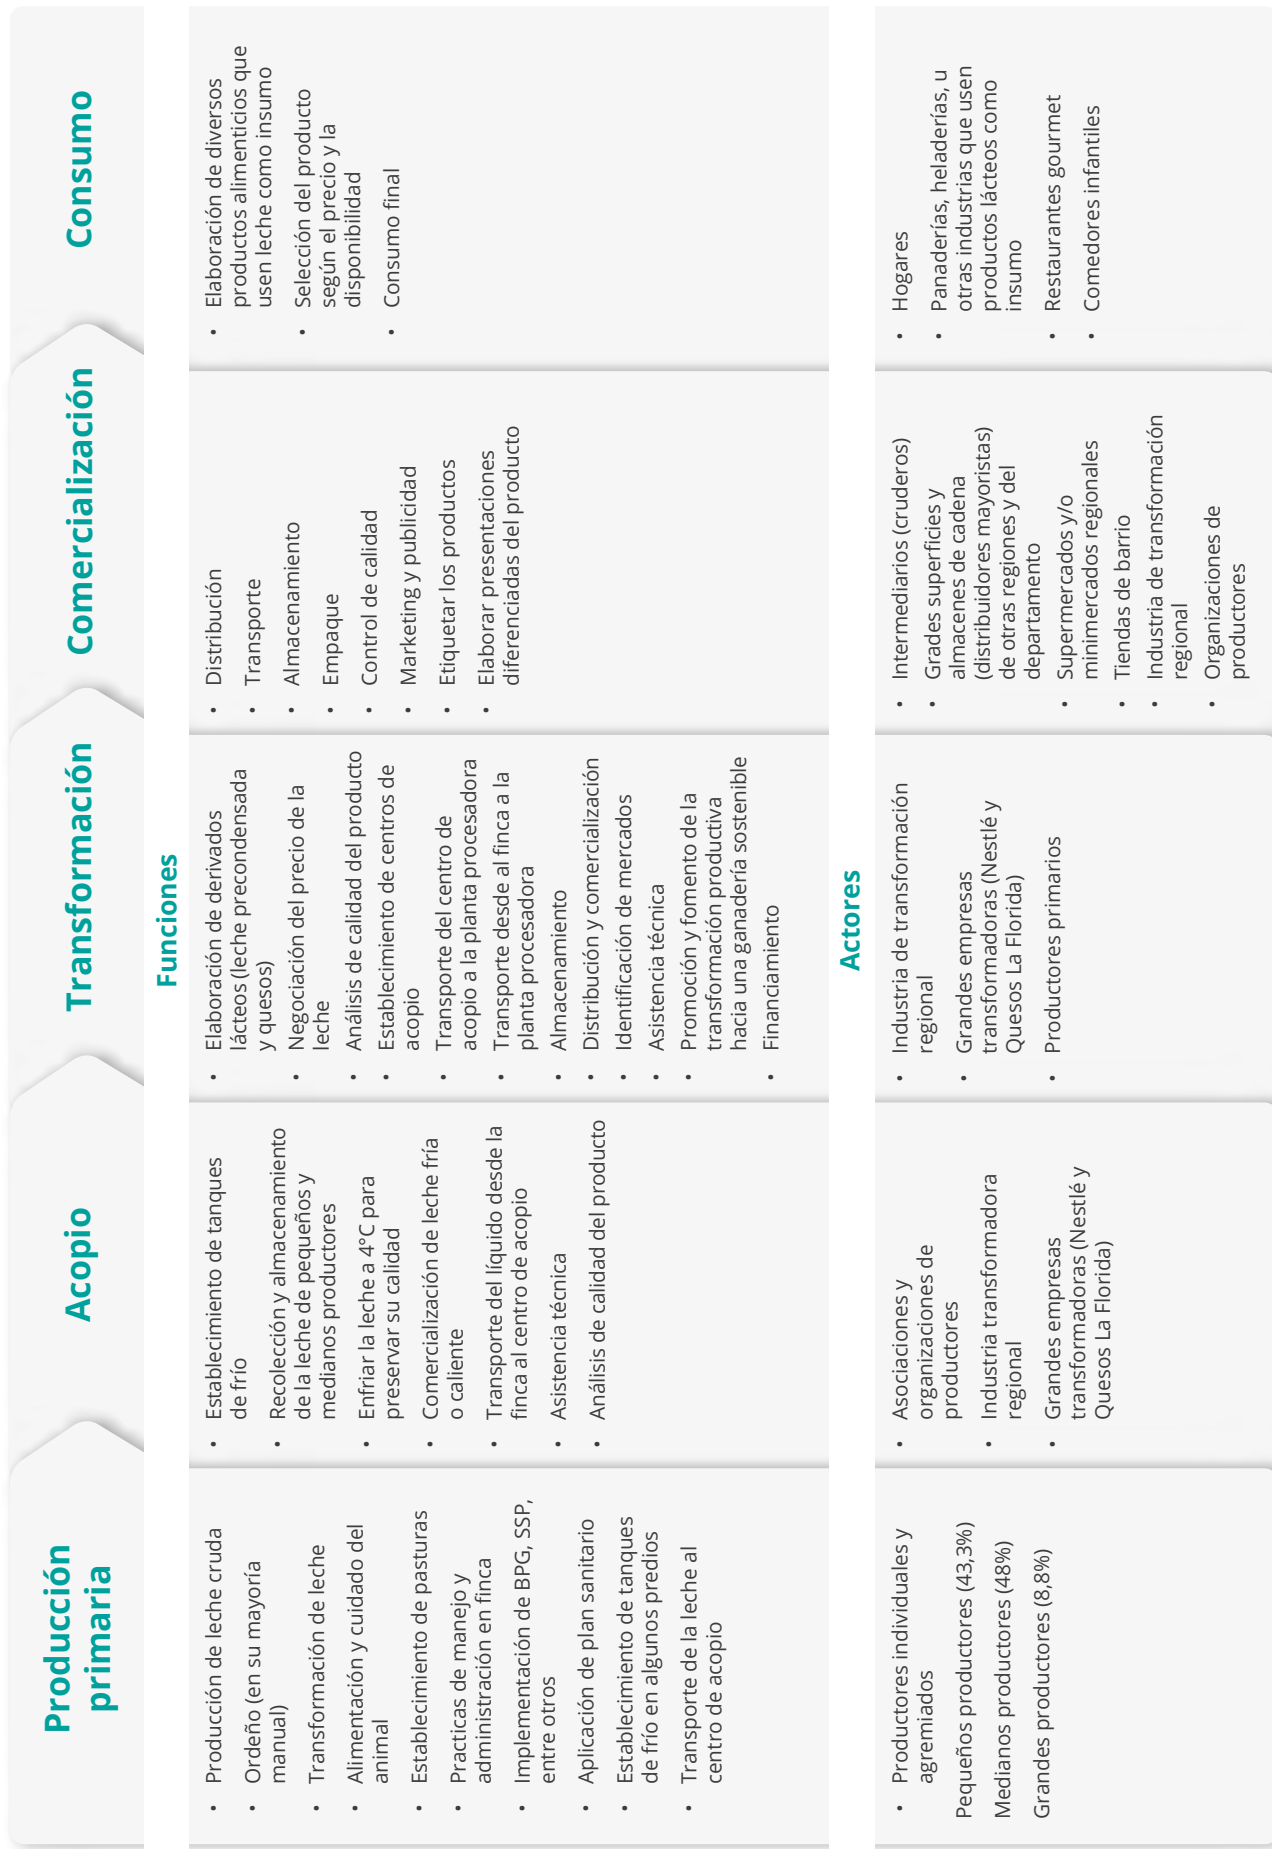 Producción
primaria
Acopio
Transformación
Comercialización
Consumo
Funciones
• Producción de leche cruda
• Ordeño (en su mayoría
manual)
• Transformación de leche
• Alimentación y cuidado del
animal
• Establecimiento de pasturas
• Practicas de manejo y
administración en finca
• Implementación de BPG, SSP,
entre otros
• Aplicación de plan sanitario
• Establecimiento de tanques
de frío en algunos predios
• Transporte de la leche al
centro de acopio
• Establecimiento de tanques
de frío
• Recolección y almacenamiento
de la leche de pequeños y
medianos productores
• Enfriar la leche a 4°C para
preservar su calidad
• Comercialización de leche fría
o caliente
• Transporte del líquido desde la
finca al centro de acopio
• Asistencia técnica
• Análisis de calidad del producto
• Elaboración de derivados
lácteos (leche precondensada
y quesos)
• Negociación del precio de la
leche
• Análisis de calidad del producto
• Establecimiento de centros de
acopio
• Transporte del centro de
acopio a la planta procesadora
• Transporte desde al finca a la
planta procesadora
• Almacenamiento
• Distribución y comercialización
• Identificación de mercados
• Asistencia técnica
• Promoción y fomento de la
transformación productiva
hacia una ganadería sostenible
• Financiamiento
• Distribución
• Transporte
• Almacenamiento
• Empaque
• Control de calidad
• Marketing y publicidad
• Etiquetar los productos
• Elaborar presentaciones
diferenciadas del producto
• Elaboración de diversos
productos alimenticios que
usen leche como insumo
• Selección del producto
según el precio y la
disponibilidad
• Consumo final
Actores
• Productores individuales y
agremiados
Pequeños productores (43,3%)
Medianos productores (48%)
Grandes productores (8,8%)
• Asociaciones y
organizaciones de
productores
• Industria transformadora
regional
• Grandes empresas
transformadoras (Nestlé y
Quesos La Florida)
• Industria de transformación
regional
• Grandes empresas
transformadoras (Nestlé y
Quesos La Florida)
• Productores primarios
• Intermediarios (cruderos)
• Grades superficies y
almacenes de cadena
(distribuidores mayoristas)
de otras regiones y del
departamento
• Supermercados y/o
minimercados regionales
• Tiendas de barrio
• Industria de transformación
regional
• Organizaciones de
productores
• Hogares
• Panaderías, heladerías, u
otras industrias que usen
productos lácteos como
insumo
• Restaurantes gourmet
• Comedores infantiles